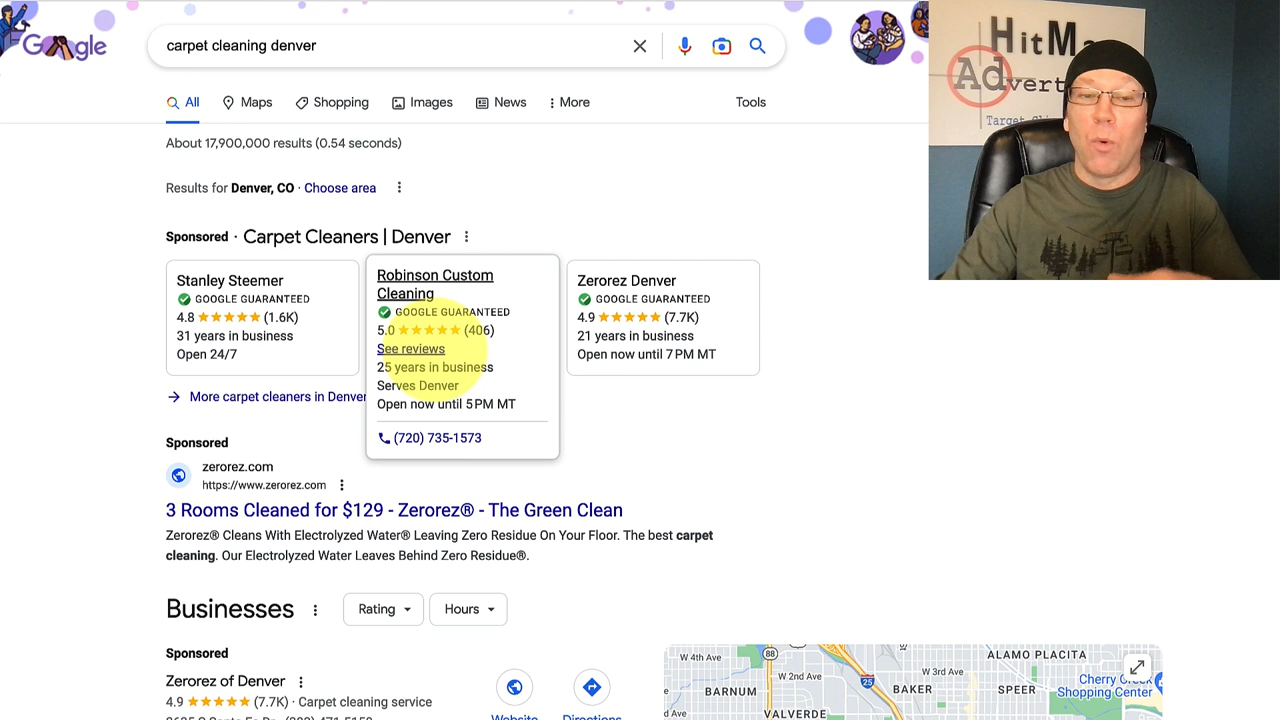 Google
carpet cleaning denver
All
Maps
Shopping
Images
News
More
Tools
About 17,900,000 results (0.54 seconds)
Results for Denver, CO · Choose area
Sponsored · Carpet Cleaners | Denver
Stanley Steemer
GOOGLE GUARANTEED
4.8 (1.6K)
31 years in business
Open 24/7
Robinson Custom
Cleaning
GOOGLE GUARANTEED
5.0 (406)
See reviews
25 years in business
Serves Denver
Open now until 5 PM MT
(720) 735-1573
Zerorez Denver
GOOGLE GUARANTEED
4.9 (7.7K)
21 years in business
Open now until 7 PM MT
More carpet cleaners in Denver
Sponsored
zerorez.com
https://www.zerorez.com
3 Rooms Cleaned for $129 - Zerorez® - The Green Clean
Zerorez® Cleans With Electrolyzed Water® Leaving Zero Residue On Your Floor. The best carpet
cleaning. Our Electrolyzed Water Leaves Behind Zero Residue®.
Businesses
Rating
Hours
Sponsored
Zerorez of Denver
4.9 (7.7K) · Carpet cleaning service
Website
Directions
W 4th Ave
88
W 2nd Ave
25
W 3rd Ave
ALAMO PLACITA
BARNUM
BAKER
SPEER
Cherry Creek
Shopping Center
VALVERDE
d Ave
HitM
Advert
Target